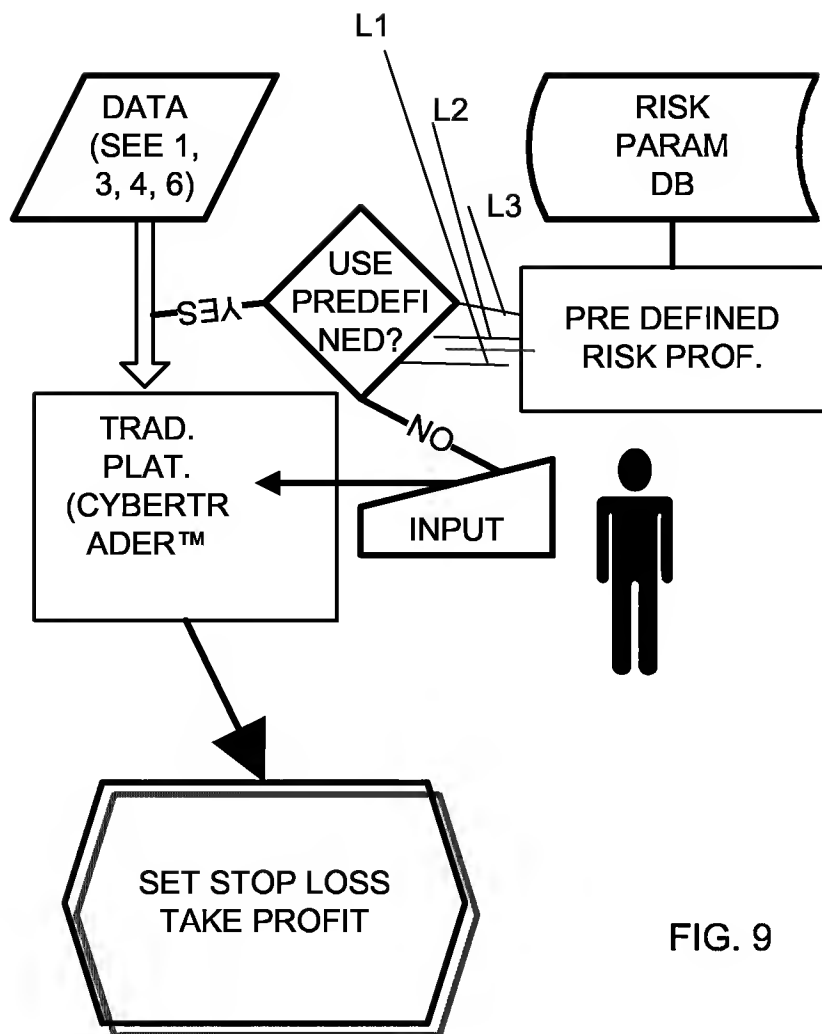 L1
DATA
(SEE 1,
3, 4, 6)
L2
RISK
PARAM
DB
L3
USE
PREDEFI
NED?
YES
PRE DEFINED
RISK PROF.
NO
TRAD.
PLAT.
(CYBERTR
ADER™
INPUT
SET STOP LOSS
TAKE PROFIT
FIG. 9